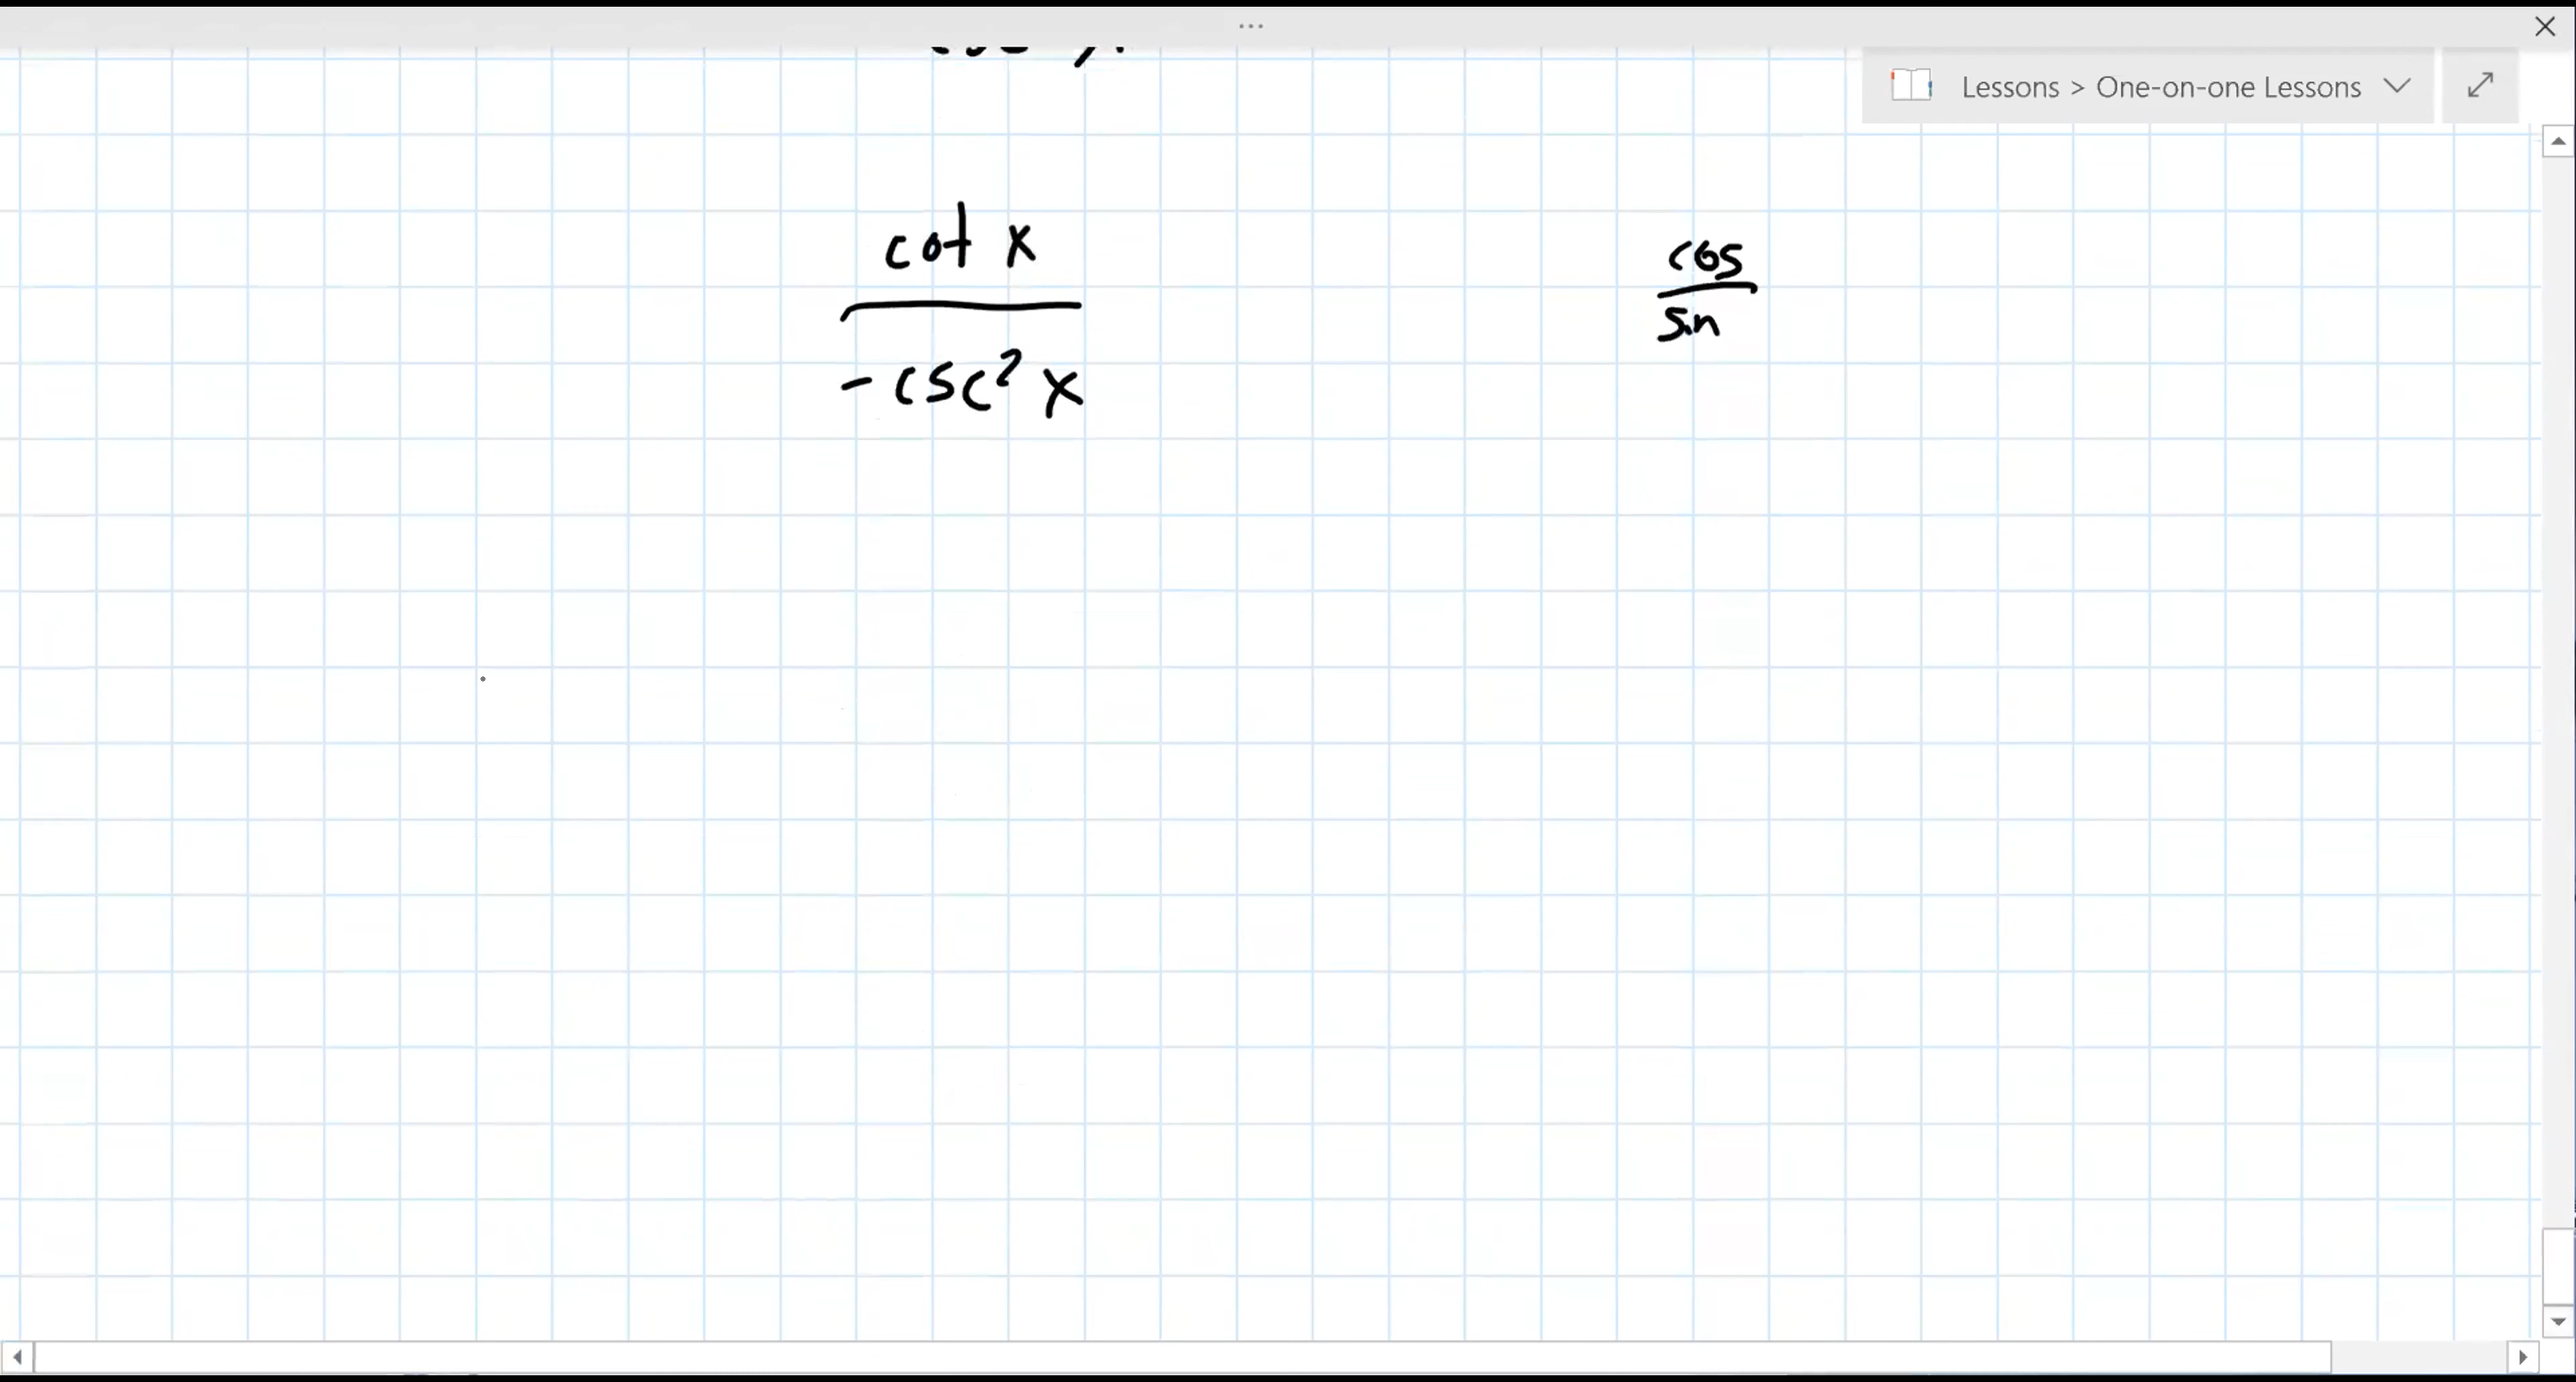 Lessons > One-on-one Lessons
cot x
- csc² x
cos
sin